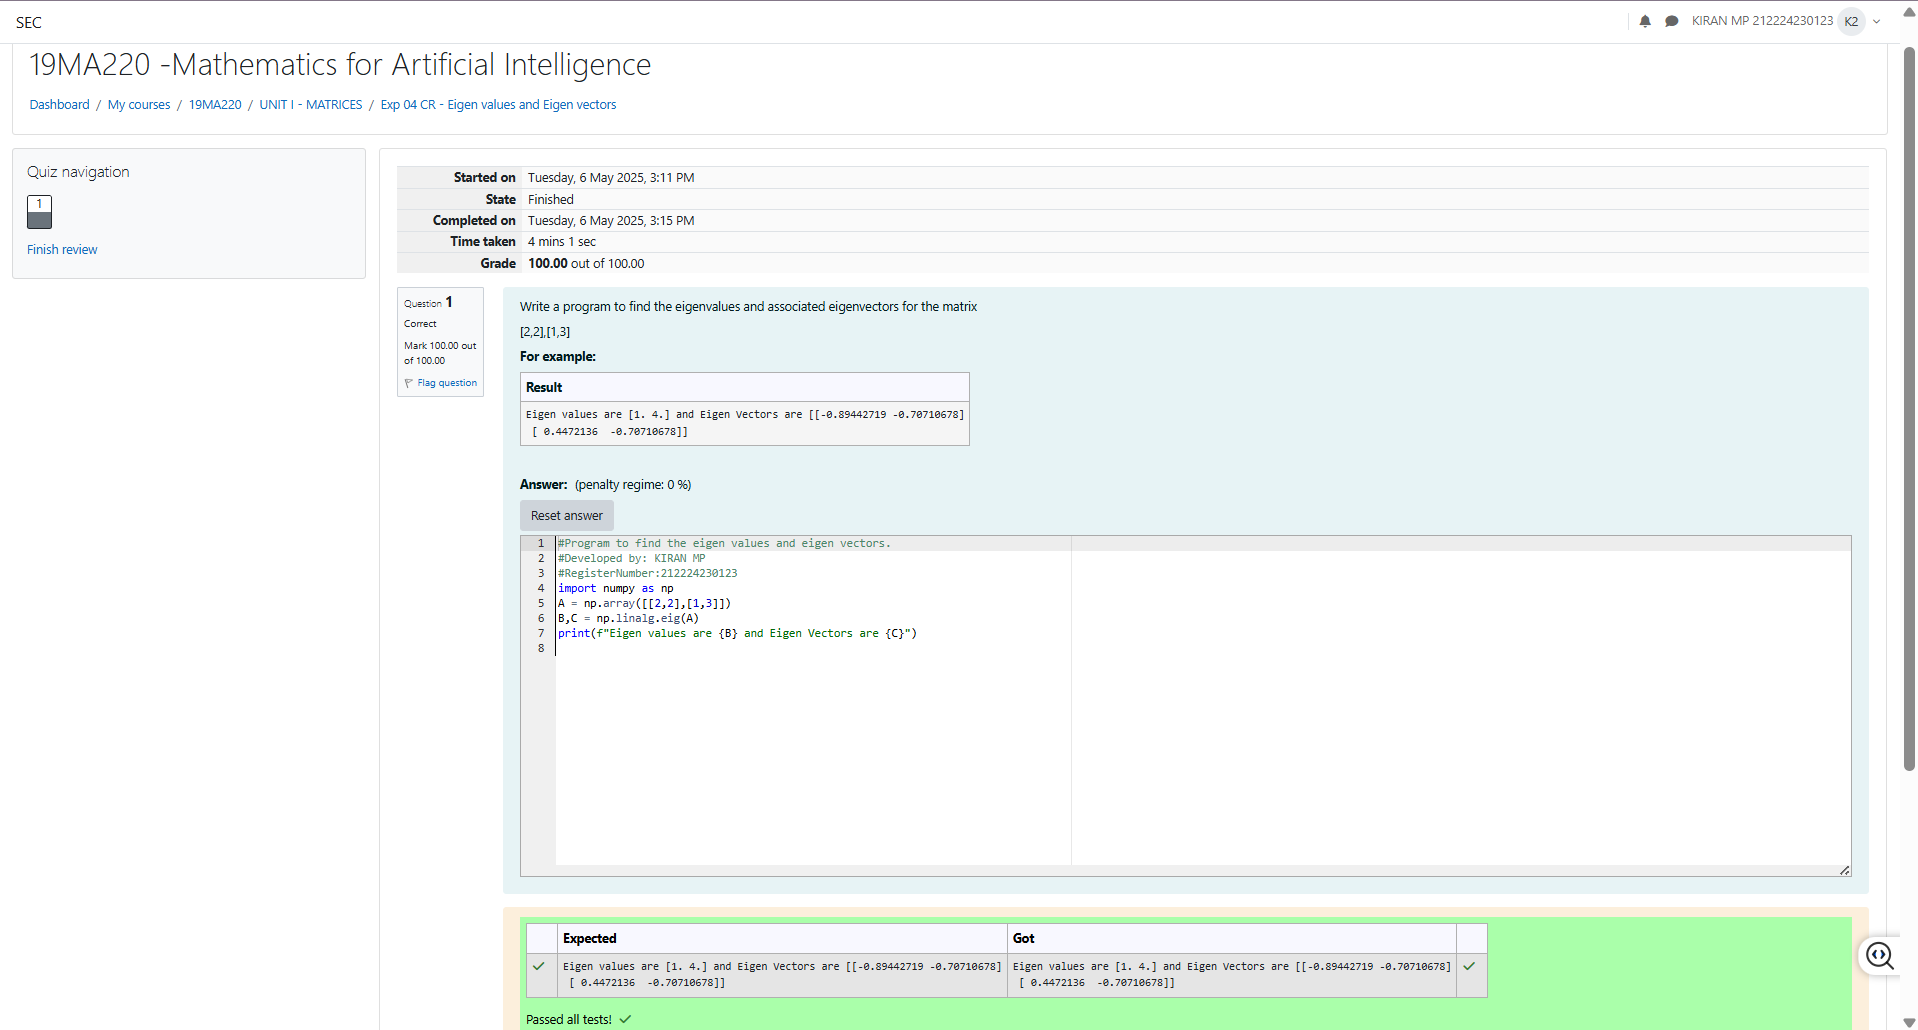 SEC
KIRAN MP 212224230123 K2
19MA220 -Mathematics for Artificial Intelligence
Dashboard / My courses / 19MA220 / UNIT I - MATRICES / Exp 04 CR - Eigen values and Eigen vectors
Quiz navigation
1
Finish review
Started on Tuesday, 6 May 2025, 3:11 PM
State Finished
Completed on Tuesday, 6 May 2025, 3:15 PM
Time taken 4 mins 1 sec
Grade 100.00 out of 100.00
Question 1
Correct
Mark 100.00 out
of 100.00
Flag question
Write a program to find the eigenvalues and associated eigenvectors for the matrix
[2,2],[1,3]
For example:
Result
Eigen values are [1. 4.] and Eigen Vectors are [[-0.89442719 -0.70710678]
[ 0.4472136  -0.70710678]]
Answer: (penalty regime: 0 %)
Reset answer
1 #Program to find the eigen values and eigen vectors.
2 #Developed by: KIRAN MP
3 #RegisterNumber:212224230123
4 import numpy as np
5 A = np.array([[2,2],[1,3]])
6 B,C = np.linalg.eig(A)
7 print(f"Eigen values are {B} and Eigen Vectors are {C}")
8
Expected Got
Eigen values are [1. 4.] and Eigen Vectors are [[-0.89442719 -0.70710678] Eigen values are [1. 4.] and Eigen Vectors are [[-0.89442719 -0.70710678]
[ 0.4472136  -0.70710678]] [ 0.4472136  -0.70710678]]
Passed all tests!